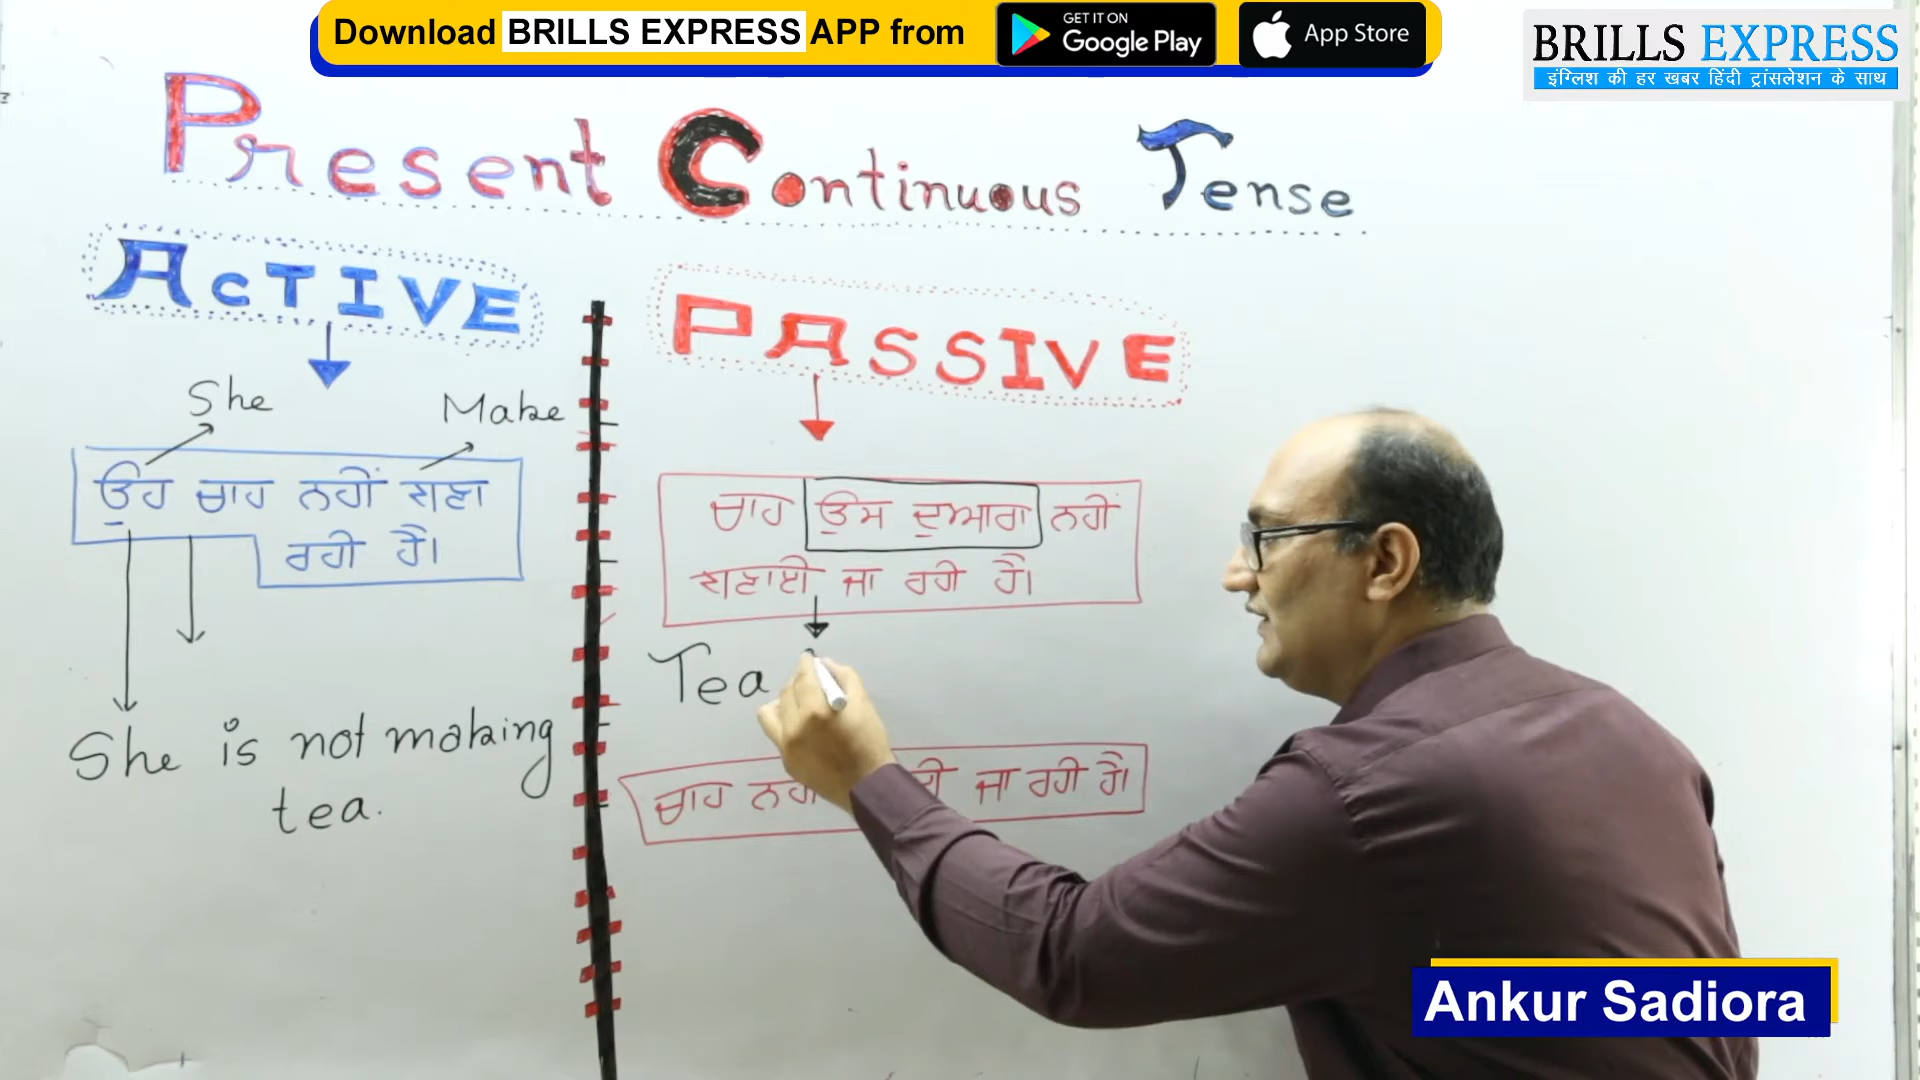 Download BRILLS EXPRESS APP from
GET IT ON
Google Play
App Store
BRILLS EXPRESS
इंग्लिश की हर खबर हिंदी ट्रांसलेशन के साथ
Present Continuous Tense
ACTIVE
She
Make
ਉਹ ਚਾਹ ਨਹੀਂ ਬਣਾ
ਰਹੀ ਹੈ।
She is not making
tea.
PASSIVE
ਚਾਹ ਉਸ ਦੁਆਰਾ ਨਹੀਂ
ਬਣਾਈ ਜਾ ਰਹੀ ਹੈ।
Tea
ਚਾਹ ਜਾ ਰਹੀ ਹੈ।
Ankur Sadiora